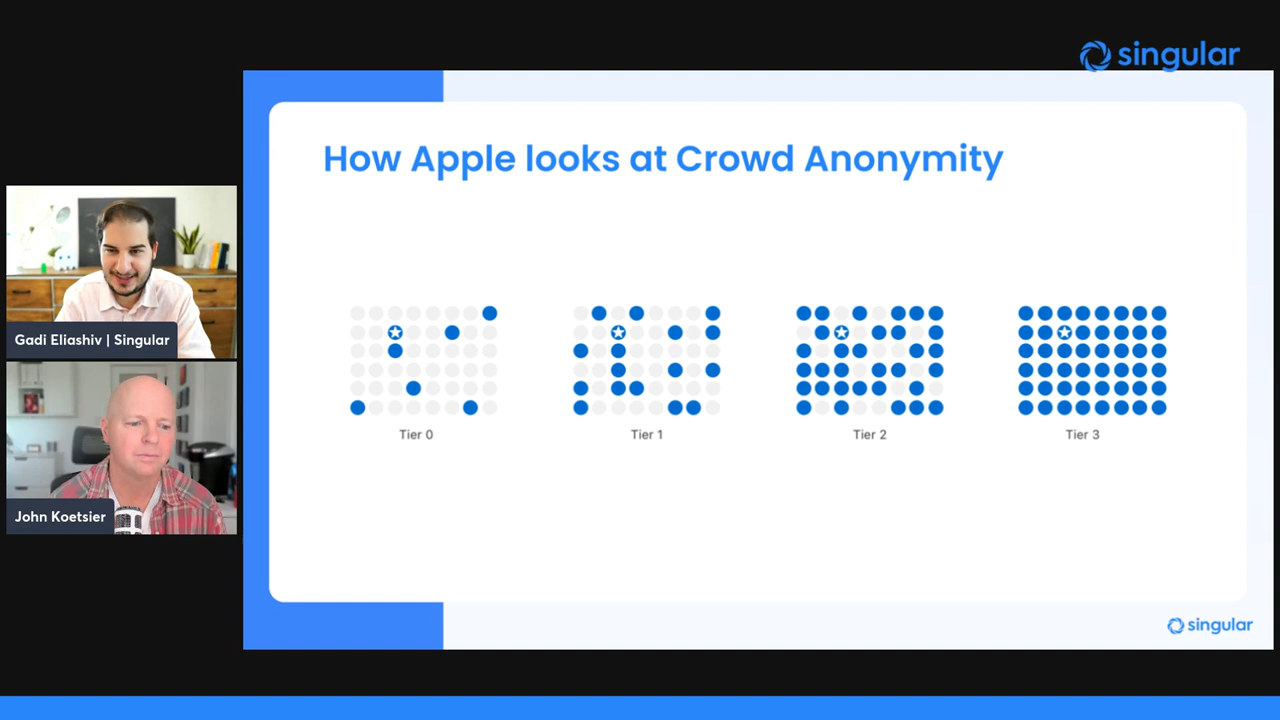 singular
How Apple looks at Crowd Anonymity
Gadi Eliashiv | Singular
John Koetsier
Tier 0
Tier 1
Tier 2
Tier 3
singular